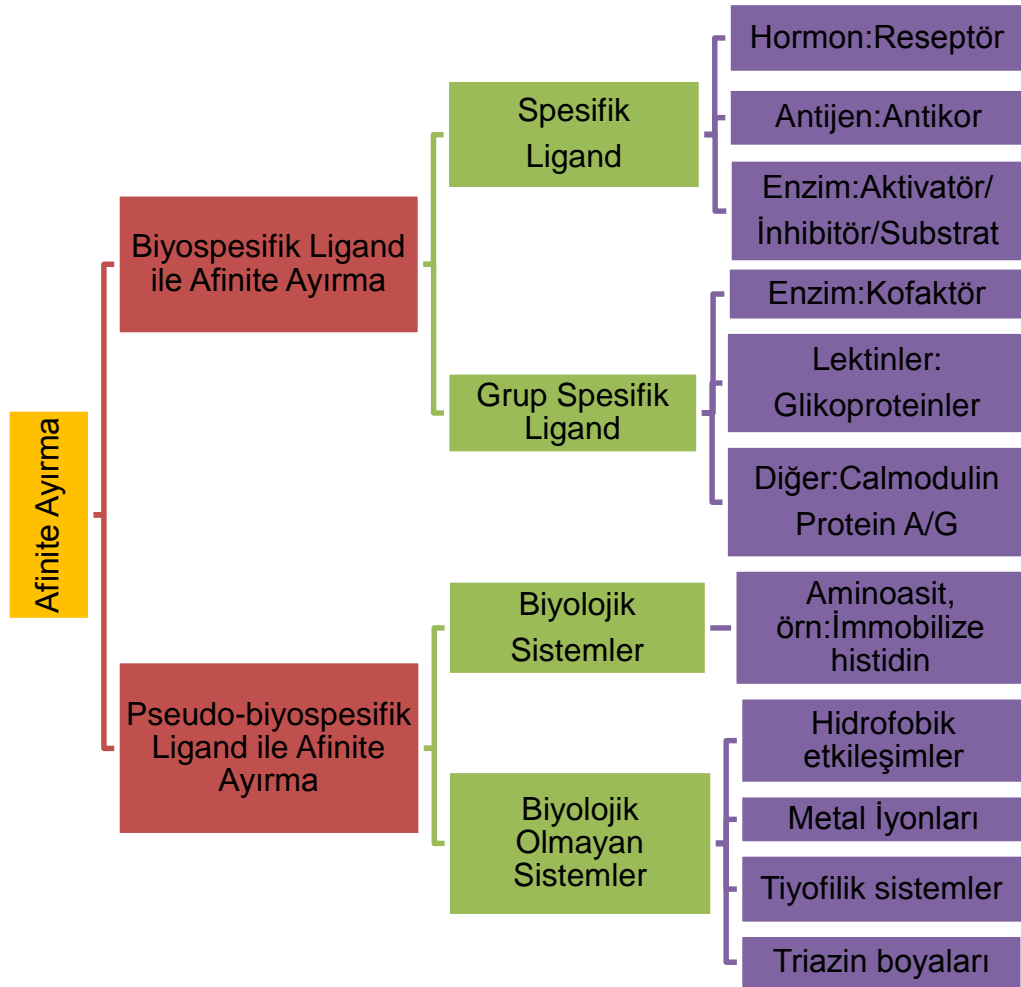 Afinite Ayırma
Biyospesifik Ligand
ile Afinite Ayırma
Spesifik
Ligand
Hormon:Reseptör
Antijen:Antikor
Enzim:Aktivatör/
İnhibitör/Substrat
Grup Spesifik
Ligand
Enzim:Kofaktör
Lektinler:
Glikoproteinler
Diğer:Calmodulin
Protein A/G
Pseudo-biyospesifik
Ligand ile Afinite
Ayırma
Biyolojik
Sistemler
Aminoasit,
örn:İmmobilize
histidin
Biyolojik
Olmayan
Sistemler
Hidrofobik
etkileşimler
Metal İyonları
Tiyofilik sistemler
Triazin boyaları